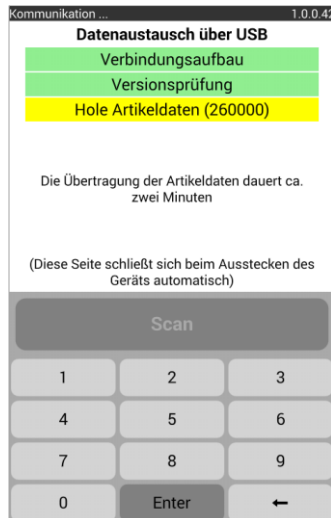 Kommunikation ... 1.0.0.42
Datenaustausch über USB
Verbindungsaufbau
Versionsprüfung
Hole Artikeldaten (260000)
Die Übertragung der Artikeldaten dauert ca.
zwei Minuten
(Diese Seite schließt sich beim Ausstecken des
Geräts automatisch)
Scan
1 2 3
4 5 6
7 8 9
0 Enter ←